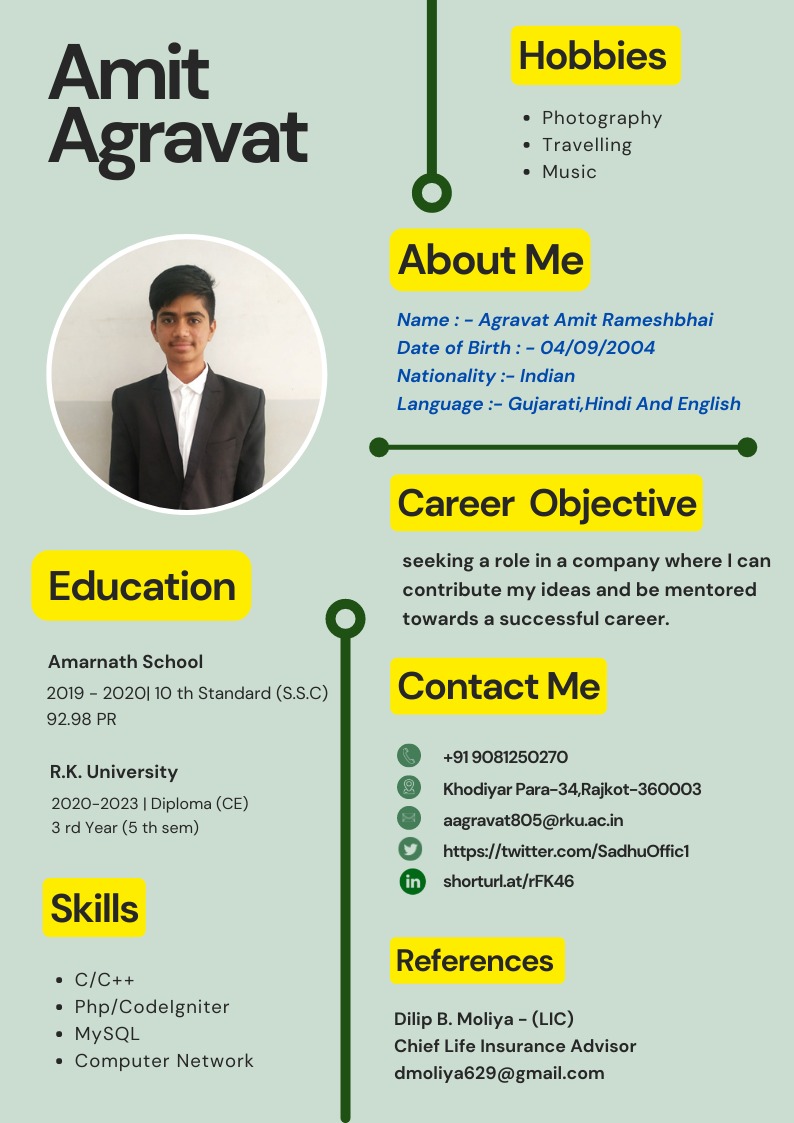 Amit
Agravat
Hobbies
Photography
Travelling
Music
About Me
Name : - Agravat Amit Rameshbhai
Date of Birth : - 04/09/2004
Nationality :- Indian
Language :- Gujarati,Hindi And English
Career Objective
seeking a role in a company where I can
contribute my ideas and be mentored
towards a successful career.
Contact Me
+91 9081250270
Khodiyar Para-34,Rajkot-360003
aagravat805@rku.ac.in
https://twitter.com/SadhuOffic1
in
shorturl.at/rFK46
References
Dilip B. Moliya - (LIC)
Chief Life Insurance Advisor
dmoliya629@gmail.com
Education
Amarnath School
2019 - 2020| 10 th Standard (S.S.C)
92.98 PR
R.K. University
2020-2023 | Diploma (CE)
3 rd Year (5 th sem)
Skills
C/C++
Php/CodeIgniter
MySQL
Computer Network